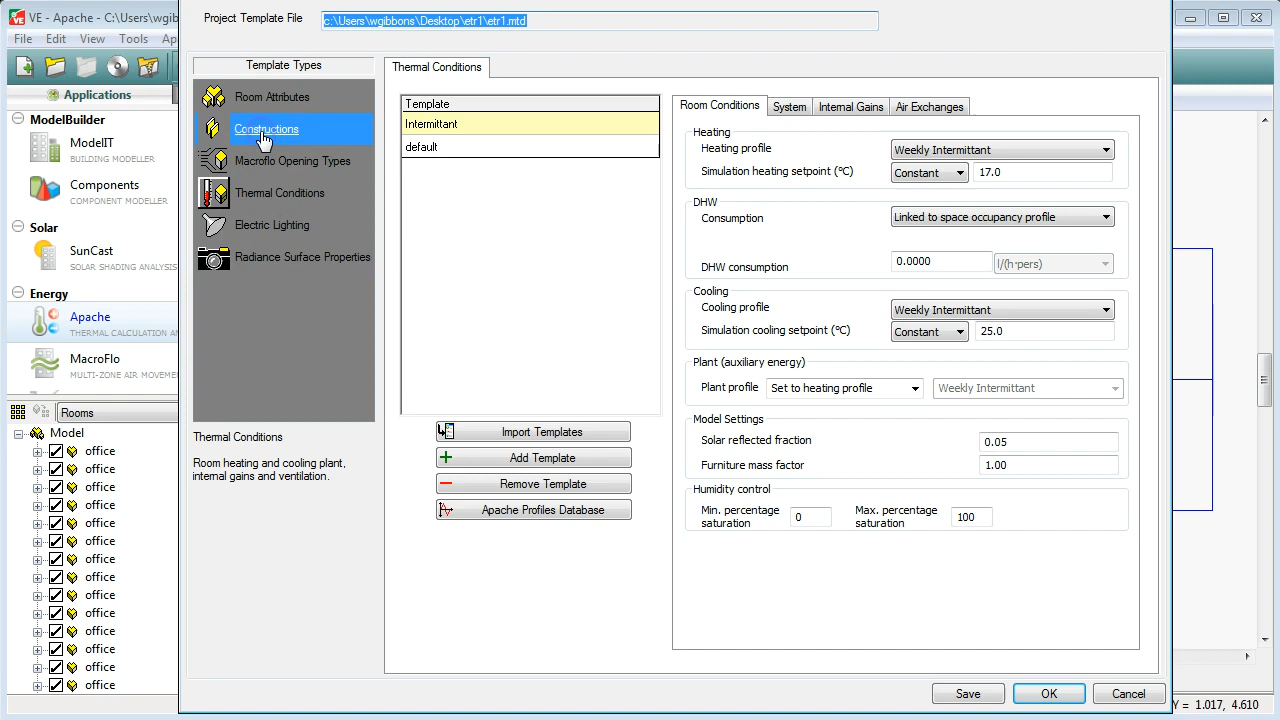 VE - Apache - C:\Users\wg
Project Template File
c:\Users\wgibbons\Desktop\etr1\etr1.mtd
File Edit View Tools Ap
Applications
ModelBuilder
ModelIT
BUILDING MODELLER
Components
COMPONENT MODELLER
Solar
SunCast
SOLAR SHADING ANALYSIS
Energy
Apache
THERMAL CALCULATION AN
MacroFlo
MULTI-ZONE AIR MOVEME
Rooms
Model
office
office
office
office
office
office
office
office
office
office
office
office
office
office
Template Types
Room Attributes
Constructions
Macroflo Opening Types
Thermal Conditions
Electric Lighting
Radiance Surface Properties
Thermal Conditions
Room heating and cooling plant,
internal gains and ventilation.
Thermal Conditions
Template
Intermittant
default
Import Templates
Add Template
Remove Template
Apache Profiles Database
Room Conditions System Internal Gains Air Exchanges
Heating
Heating profile Weekly Intermittant
Simulation heating setpoint (°C) Constant 17.0
DHW
Consumption Linked to space occupancy profile
DHW consumption 0.0000 l/(h·pers)
Cooling
Cooling profile Weekly Intermittant
Simulation cooling setpoint (°C) Constant 25.0
Plant (auxiliary energy)
Plant profile Set to heating profile Weekly Intermittant
Model Settings
Solar reflected fraction 0.05
Furniture mass factor 1.00
Humidity control
Min. percentage saturation 0 Max. percentage saturation 100
Save OK Cancel
Y = 1.017, 4.610